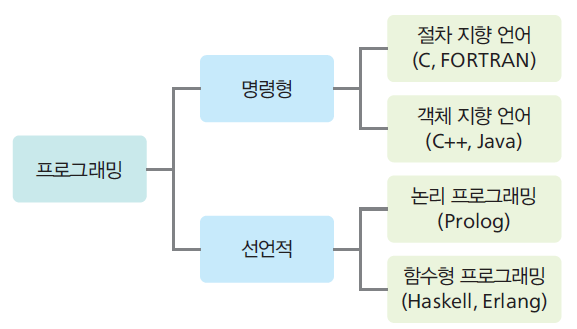 프로그래밍
명령형
절차 지향 언어
(C, FORTRAN)
객체 지향 언어
(C++, Java)
선언적
논리 프로그래밍
(Prolog)
함수형 프로그래밍
(Haskell, Erlang)